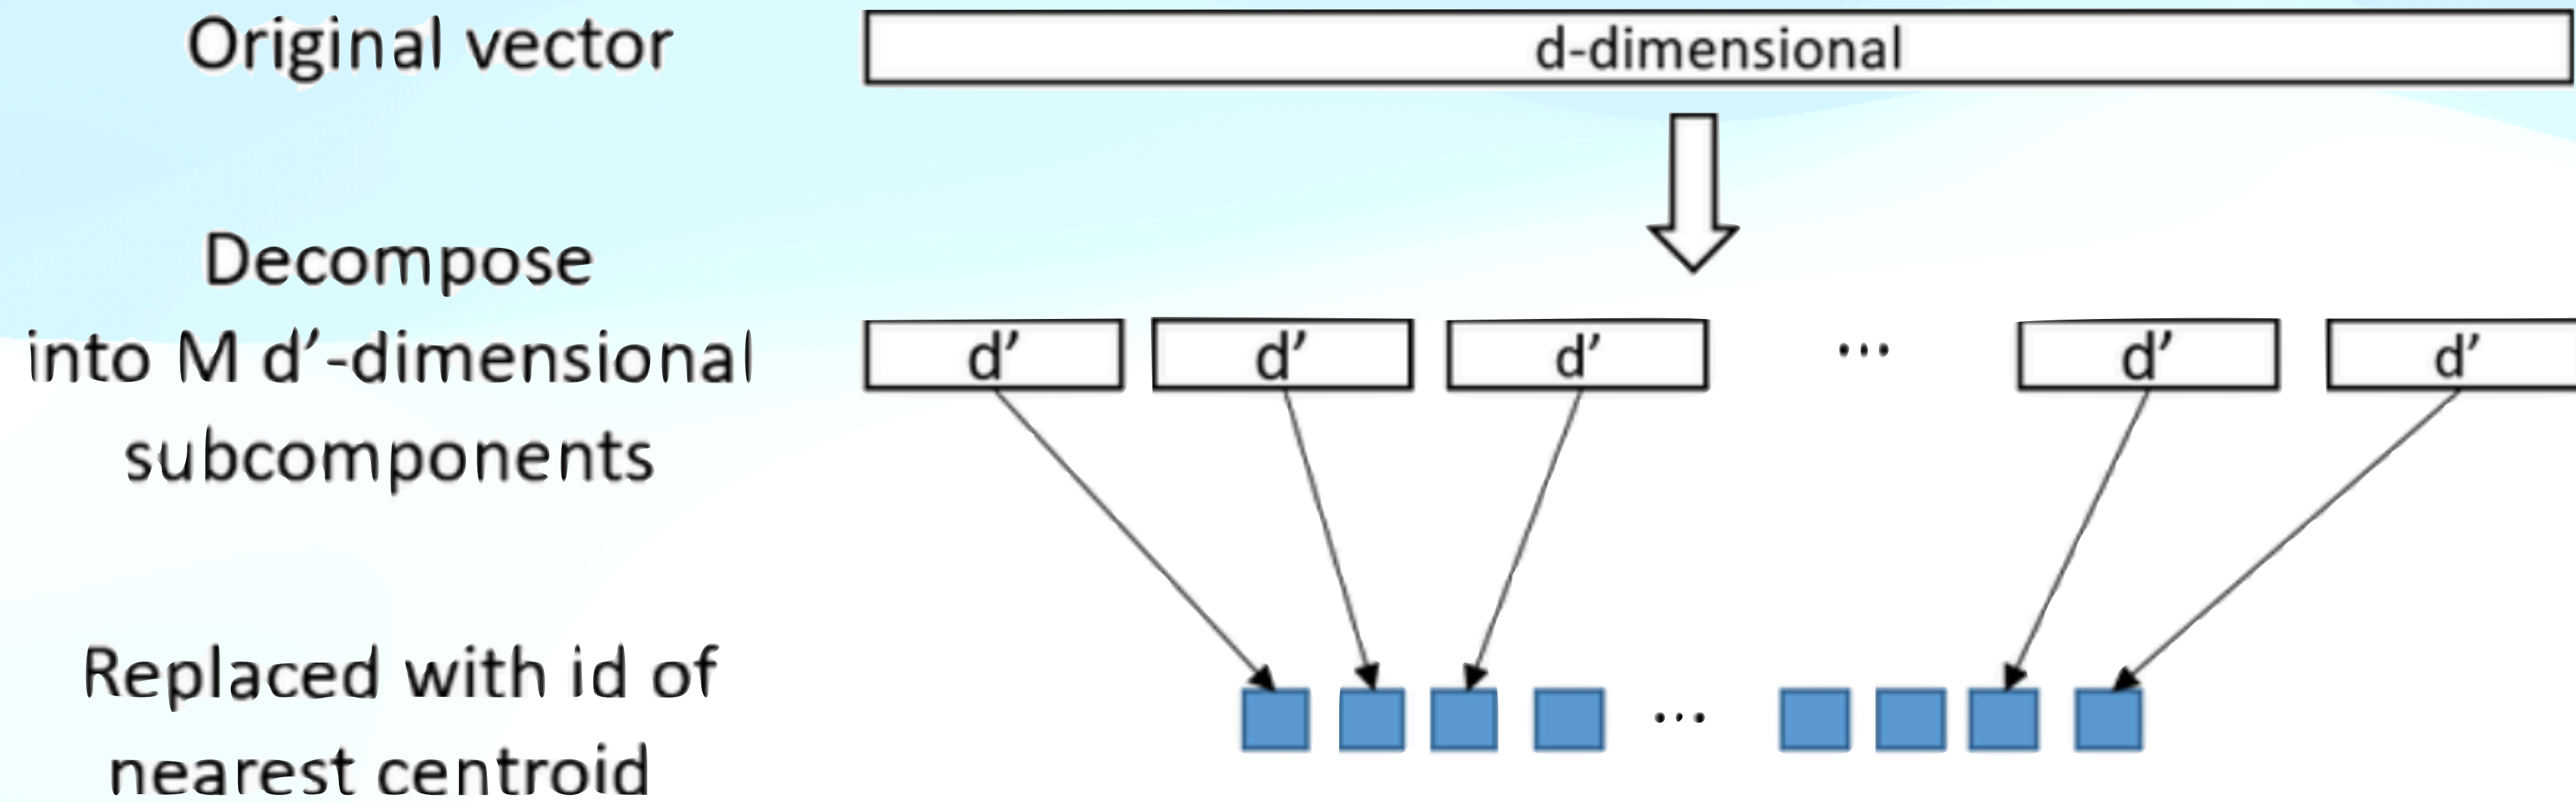 Original vector
d-dimensional
Decompose
into M d′-dimensional
subcomponents
d′ d′ d′ ... d′ d′
Replaced with id of
nearest centroid
...